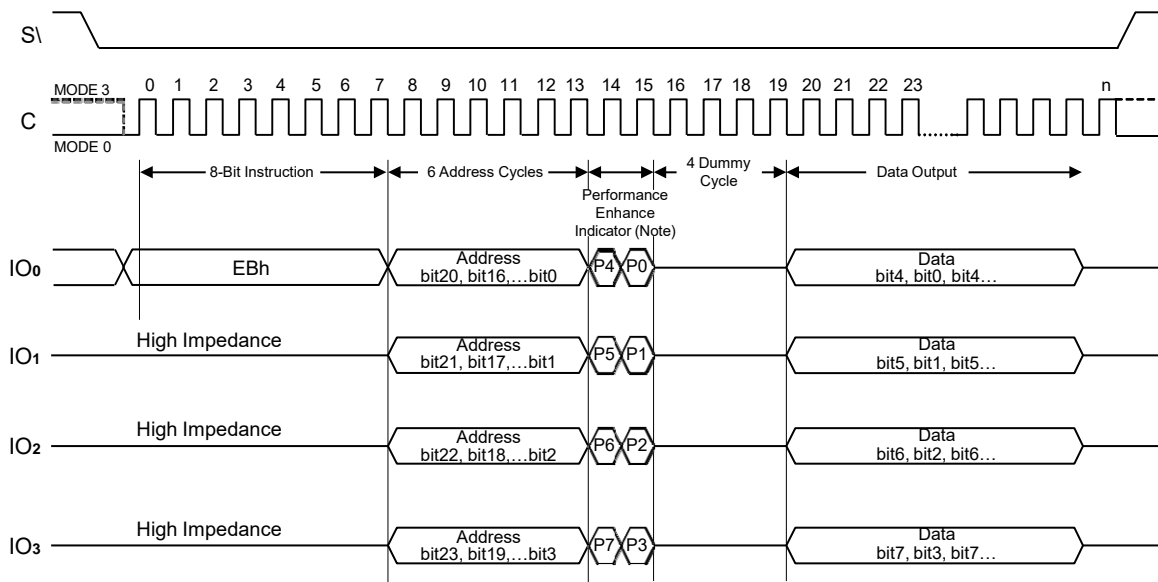 S\
0 1 2 3 4 5 6 7 8 9 10 11 12 13 14 15 16 17 18 19 20 21 22 23 n
MODE 3
C
MODE 0
8-Bit Instruction
6 Address Cycles
Performance
Enhance
Indicator (Note)
4 Dummy
Cycle
Data Output
IO0
EBh
Address
bit20, bit16,…bit0
P4 P0
Data
bit4, bit0, bit4…
IO1
High Impedance
Address
bit21, bit17,…bit1
P5 P1
Data
bit5, bit1, bit5…
IO2
High Impedance
Address
bit22, bit18,…bit2
P6 P2
Data
bit6, bit2, bit6…
IO3
High Impedance
Address
bit23, bit19,…bit3
P7 P3
Data
bit7, bit3, bit7…